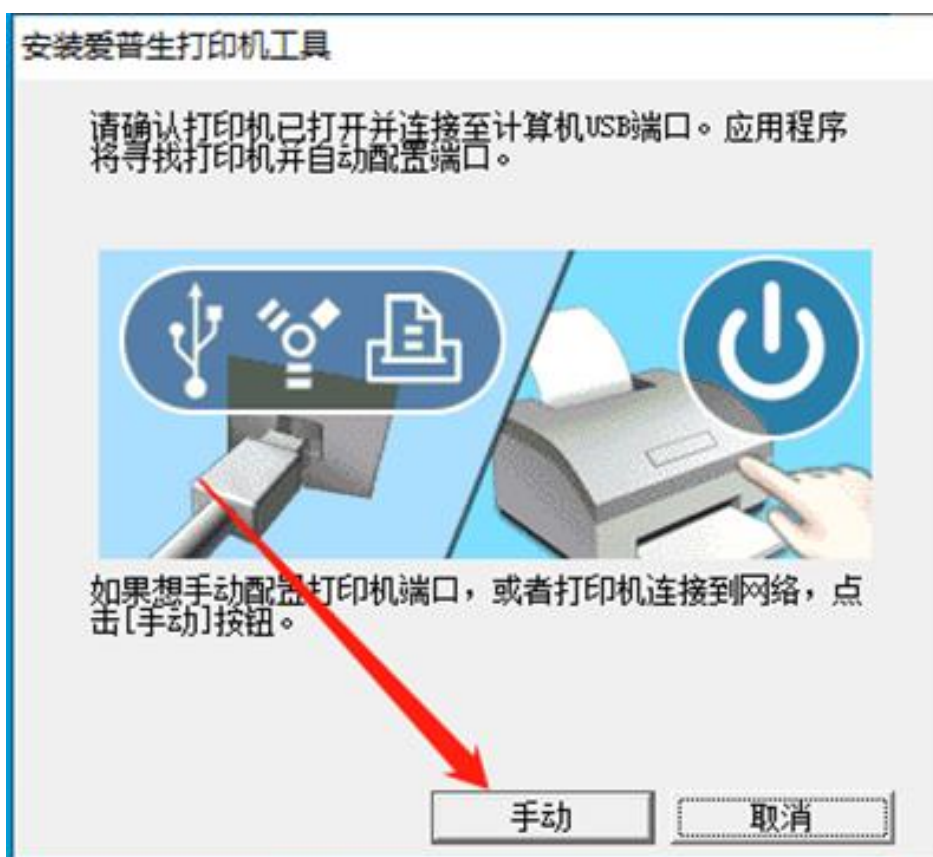 安装爱普生打印机工具
请确认打印机已打开并连接至计算机USB端口。应用程序
将寻找打印机并自动配置端口。
如果想手动配置打印机端口，或者打印机连接到网络，点
击[手动]按钮。
手动
取消